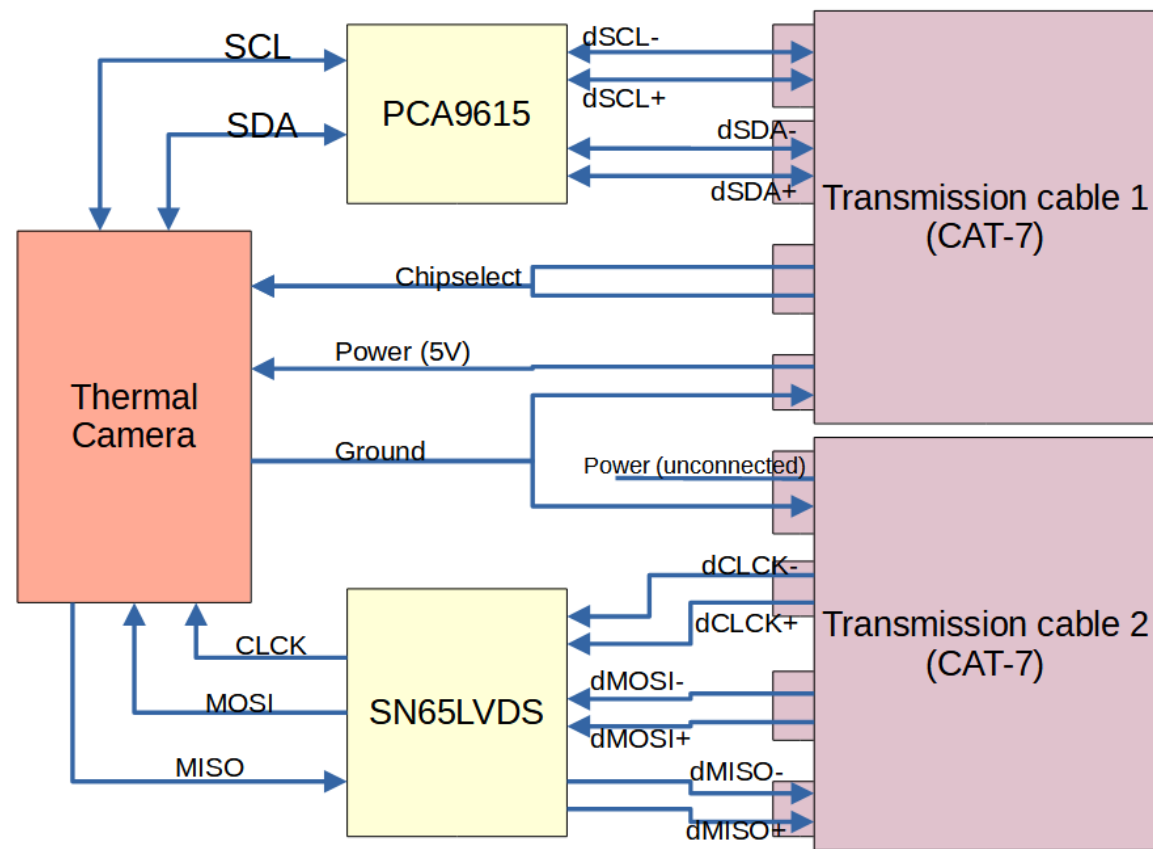 SCL
SDA
PCA9615
dSCL-
dSCL+
dSDA-
dSDA+
Transmission cable 1
(CAT-7)
Chipselect
Power (5V)
Thermal
Camera
Ground
Power (unconnected)
dCLCK-
dCLCK+
Transmission cable 2
(CAT-7)
CLCK
MOSI
MISO
SN65LVDS
dMOSI-
dMOSI+
dMISO-
dMISO+